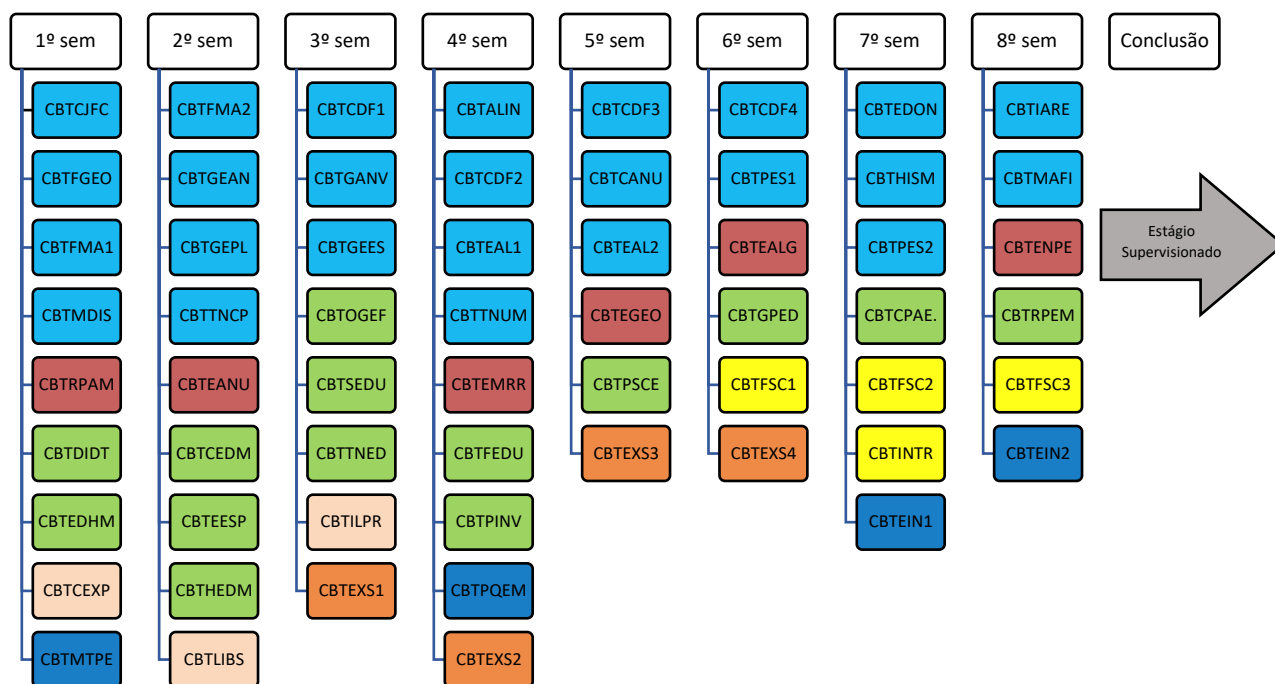 1º sem
2º sem
3º sem
4º sem
5º sem
6º sem
7º sem
8º sem
Conclusão
CBTCJFC
CBTFMA2
CBTCDF1
CBTALIN
CBTCDF3
CBTCDF4
CBTEDON
CBTIARE
CBTFGEO
CBTGEAN
CBTGANV
CBTCDF2
CBTCANU
CBTPES1
CBTHISM
CBTMAFI
CBTFMA1
CBTGEPL
CBTGEES
CBTEAL1
CBTEAL2
CBTEALG
CBTPES2
CBTENPE
Estágio
Supervisionado
CBTMDIS
CBTTNCP
CBTOGEF
CBTTNUM
CBTEGEO
CBTGPED
CBTCPAE.
CBTRPEM
CBTRPAM
CBTEANU
CBTSEDU
CBTEMRR
CBTPSCE
CBTFSC1
CBTFSC2
CBTFSC3
CBTDIDT
CBTCEDM
CBTTNED
CBTFEDU
CBTEXS3
CBTEXS4
CBTINTR
CBTEIN2
CBTEDHM
CBTEESP
CBTILPR
CBTPINV
CBTEIN1
CBTCEXP
CBTHEDM
CBTEXS1
CBTPQEM
CBTMTPE
CBTLIBS
CBTEXS2